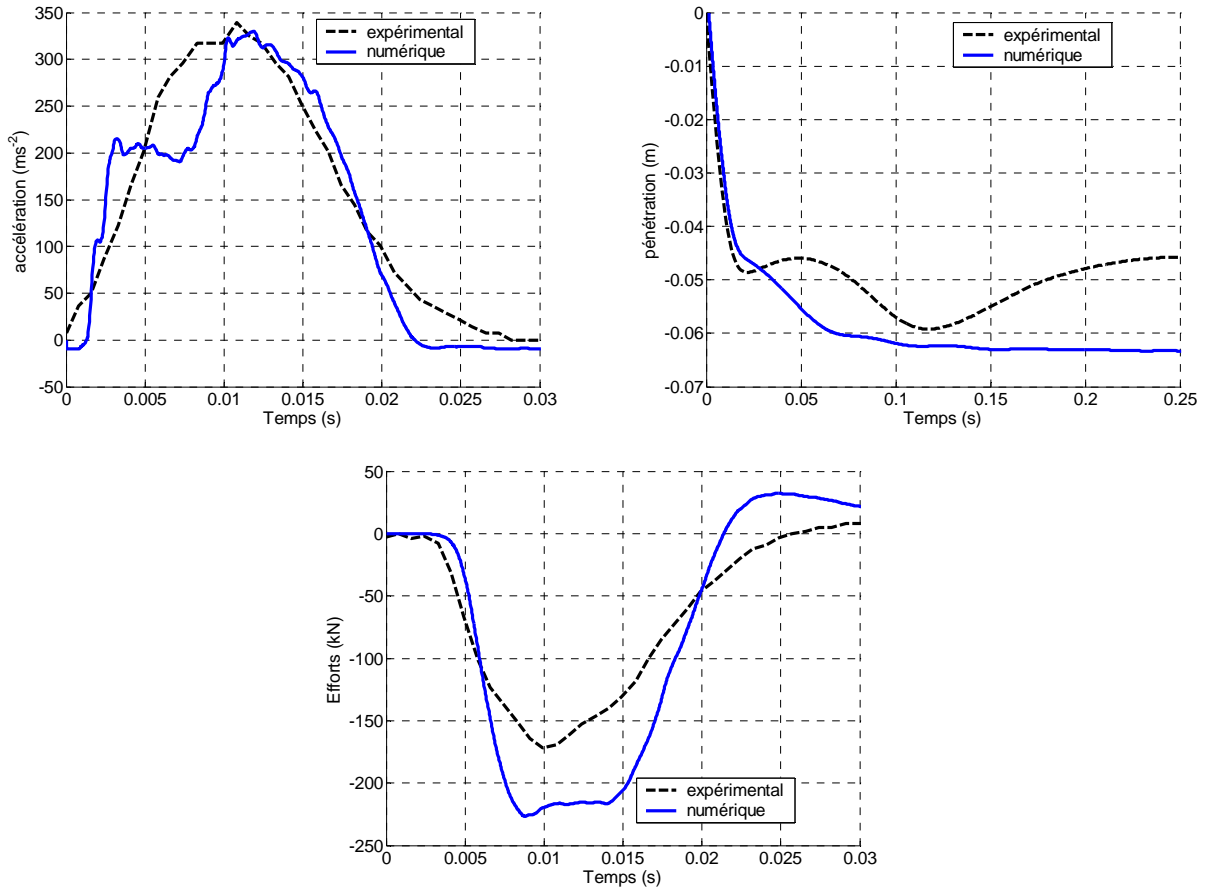 350
300
250
200
150
100
50
0
-50
accélération (ms-2)
0 0.005 0.01 0.015 0.02 0.025 0.03
Temps (s)
expérimental
numérique
0
-0.01
-0.02
-0.03
-0.04
-0.05
-0.06
-0.07
pénétration (m)
0 0.05 0.1 0.15 0.2 0.25
Temps (s)
expérimental
numérique
50
0
-50
-100
-150
-200
-250
Efforts (kN)
0 0.005 0.01 0.015 0.02 0.025 0.03
Temps (s)
expérimental
numérique